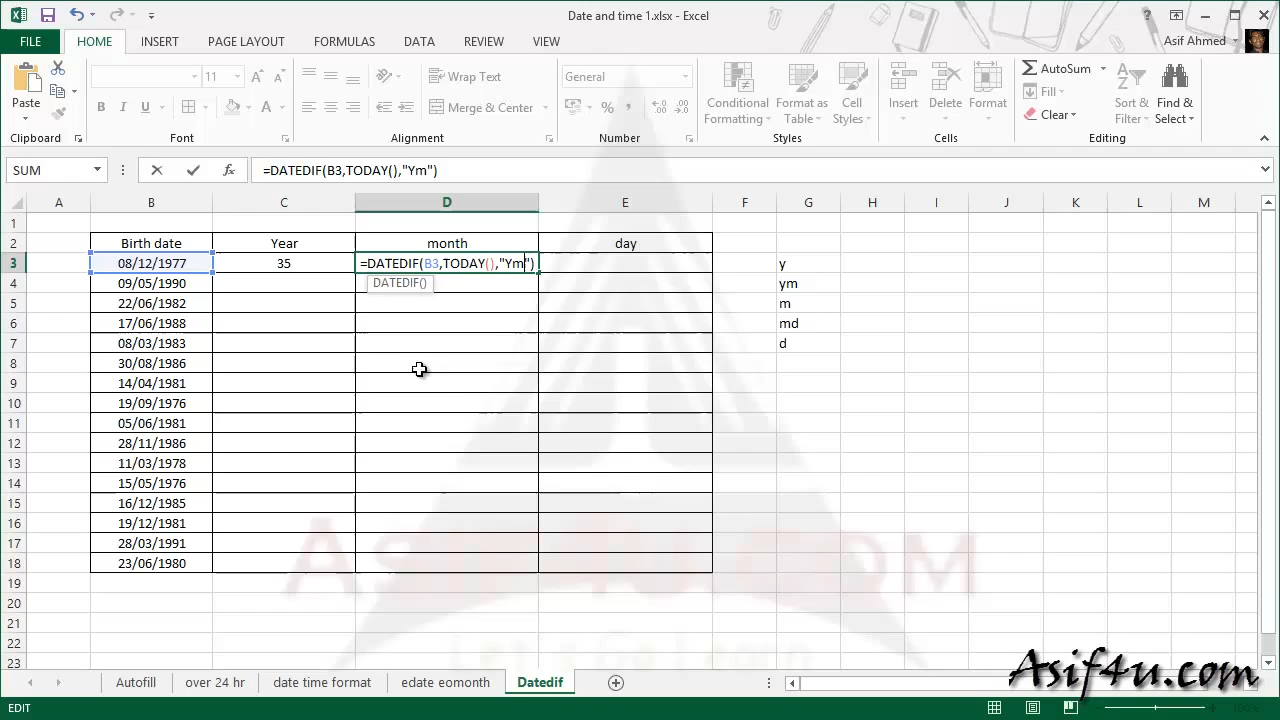 Date and time 1.xlsx - Excel
FILE HOME INSERT PAGE LAYOUT FORMULAS DATA REVIEW VIEW Asif Ahmed
Paste
11
Wrap Text
Merge & Center
General
Conditional Formatting
Format as Table
Cell Styles
Insert
Delete
Format
AutoSum
Fill
Clear
Sort & Filter
Find & Select
Clipboard Font Alignment Number Styles Cells Editing
SUM =DATEDIF(B3,TODAY(),"Ym")
A B C D E F G H I J K L M
1
2 Birth date Year month day
3 08/12/1977 35 =DATEDIF(B3,TODAY(),"Ym") y
4 09/05/1990 DATEDIF() ym
5 22/06/1982 m
6 17/06/1988 md
7 08/03/1983 d
8 30/08/1986
9 14/04/1981
10 19/09/1976
11 05/06/1981
12 28/11/1986
13 11/03/1978
14 15/05/1976
15 16/12/1985
16 19/12/1981
17 28/03/1991
18 23/06/1980
19
20
21
22
23
Asif4u.com
Let's Go Learn
Asif4u.com
Autofill over 24 hr date time format edate eomonth Datedif
EDIT